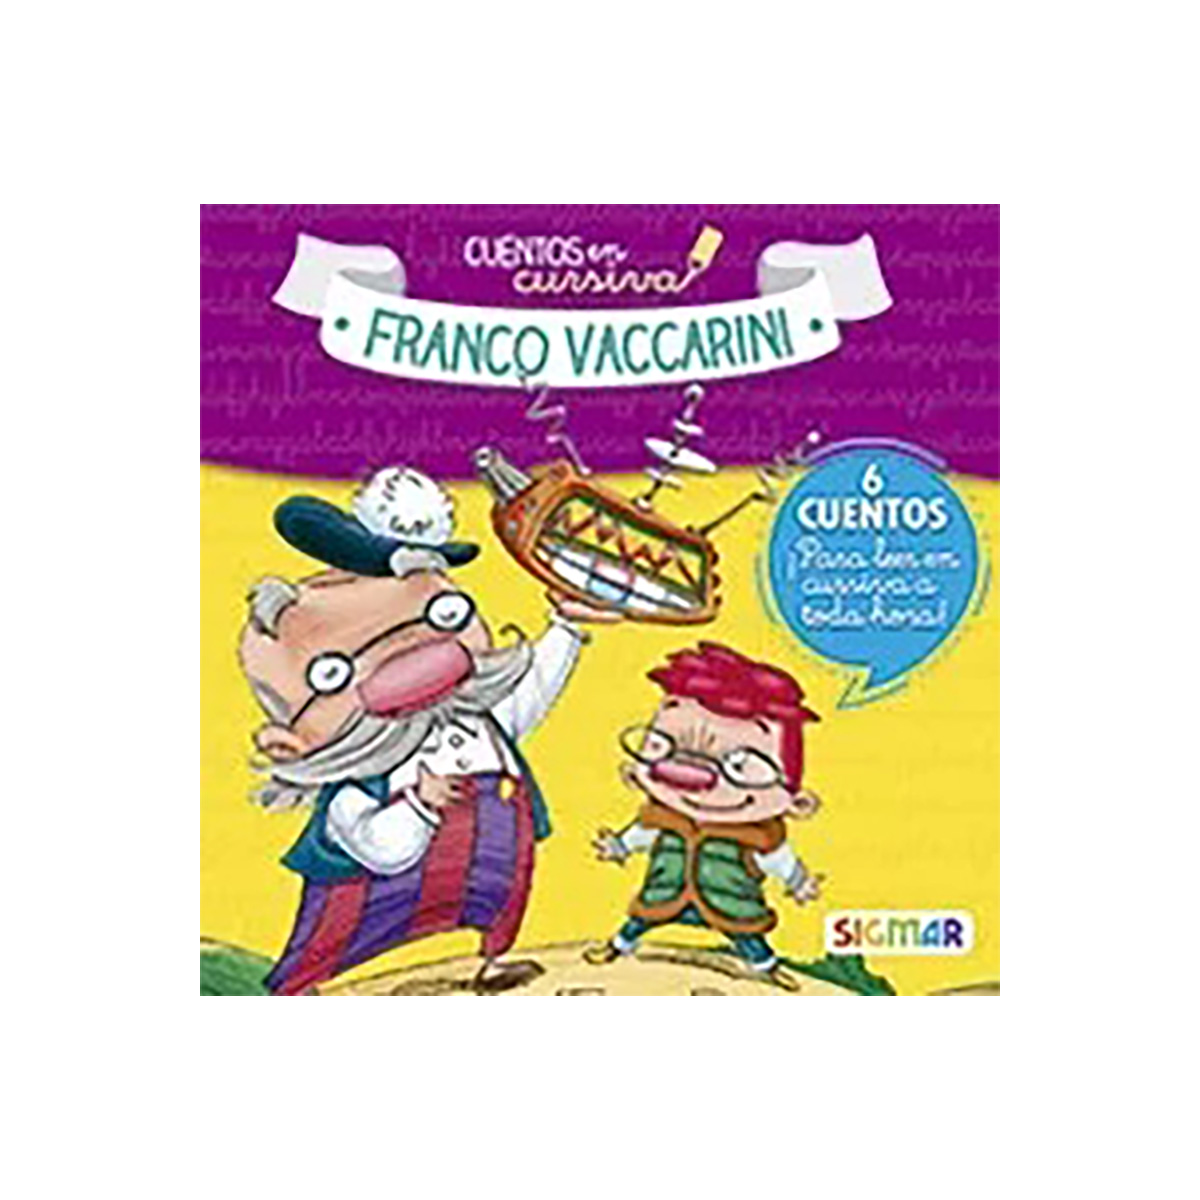 CUENTOS en
cursiva
• FRANCO VACCARINI •
6
CUENTOS
¡Para leer en
cursiva a
toda hora!
SIGMAR